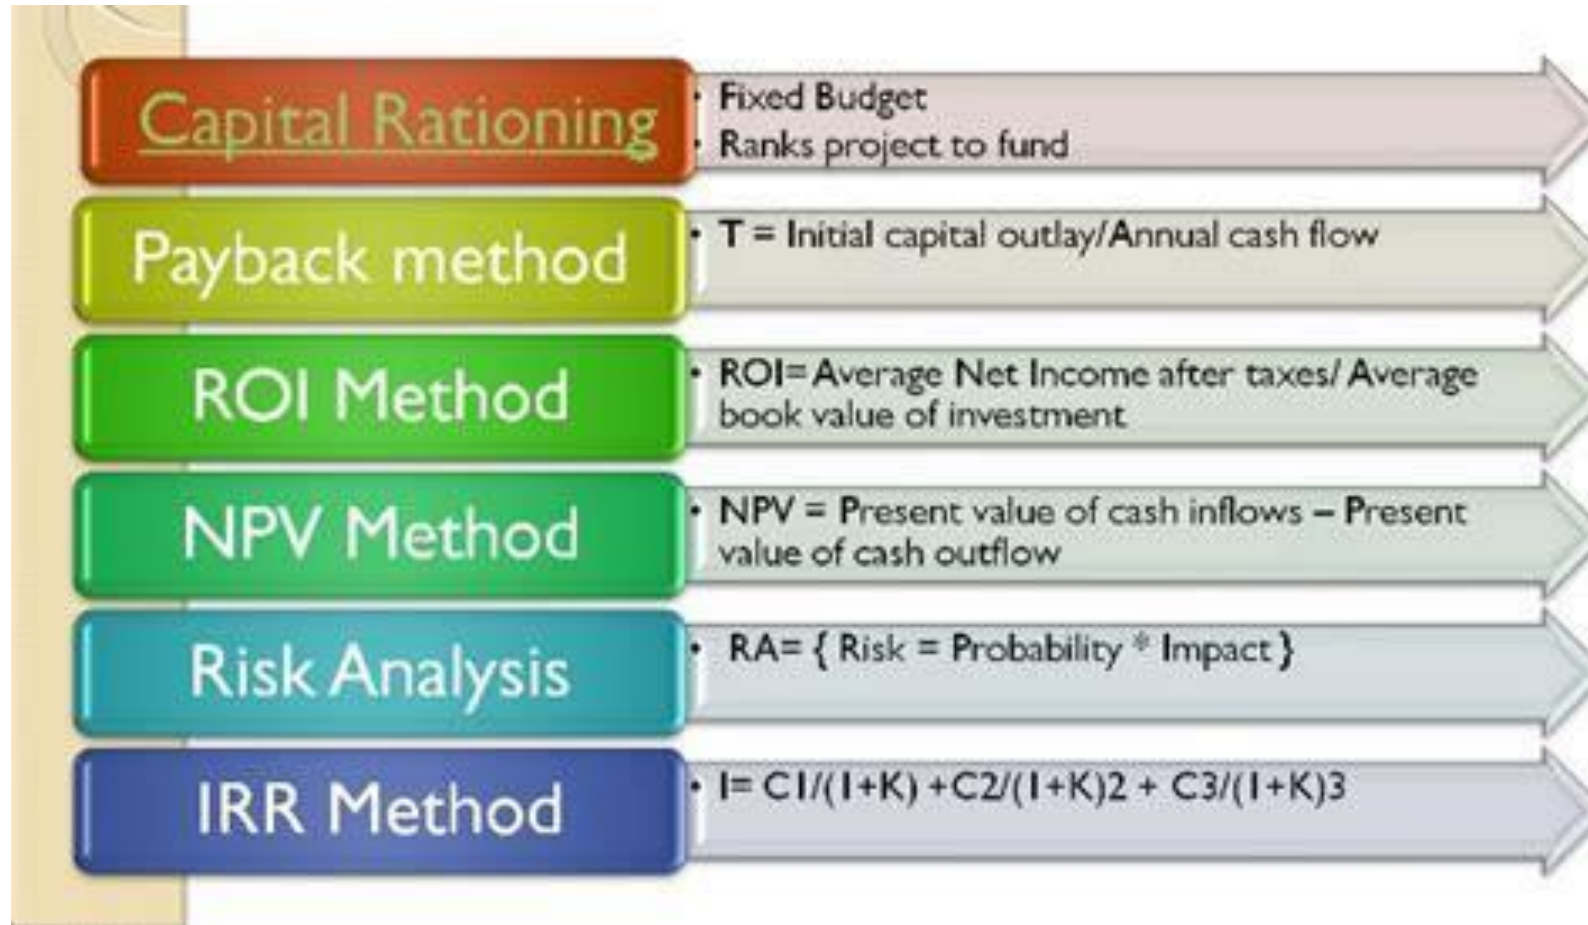 Capital Rationing
• Fixed Budget
• Ranks project to fund
Payback method
• T = Initial capital outlay/Annual cash flow
ROI Method
• ROI= Average Net Income after taxes/ Average
book value of investment
NPV Method
• NPV = Present value of cash inflows – Present
value of cash outflow
Risk Analysis
• RA= { Risk = Probability * Impact }
IRR Method
• I= C1/(1+K) +C2/(1+K)2 + C3/(1+K)3